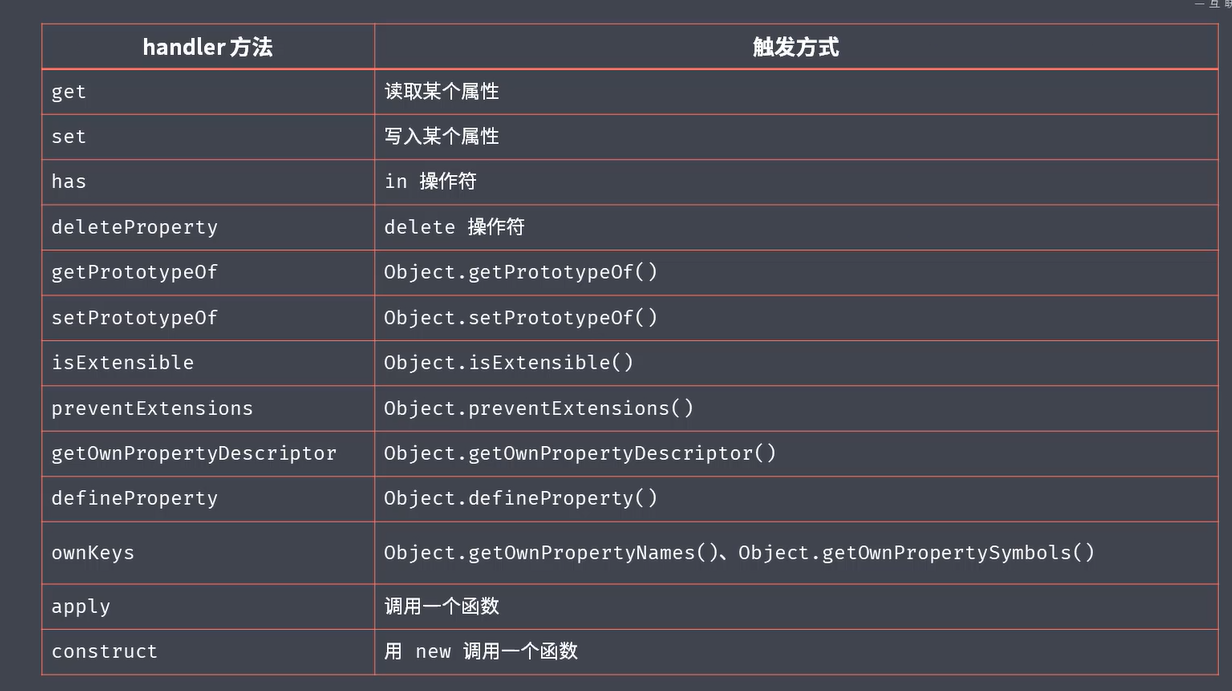 一 互联
handler 方法 触发方式
get 读取某个属性
set 写入某个属性
has in 操作符
deleteProperty delete 操作符
getPrototypeOf Object.getPrototypeOf()
setPrototypeOf Object.setPrototypeOf()
isExtensible Object.isExtensible()
preventExtensions Object.preventExtensions()
getOwnPropertyDescriptor Object.getOwnPropertyDescriptor()
defineProperty Object.defineProperty()
ownKeys Object.getOwnPropertyNames()、Object.getOwnPropertySymbols()
apply 调用一个函数
construct 用 new 调用一个函数